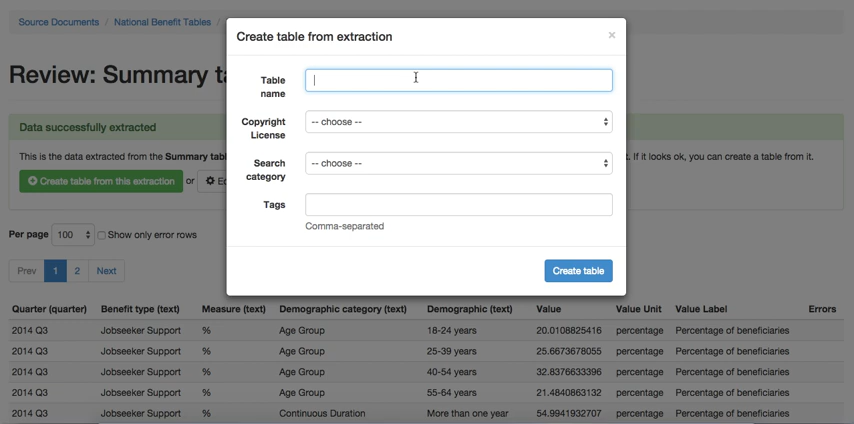 Source Documents / National Benefit Tables /
Review: Summary ta
Data successfully extracted
This is the data extracted from the Summary tabl
t. If it looks ok, you can create a table from it.
Create table from this extraction or
Per page 100 Show only error rows
Prev 1 2 Next
Create table from extraction
×
Table
name
Copyright
License
-- choose --
Search
category
-- choose --
Tags
Comma-separated
Create table
Quarter (quarter) Benefit type (text) Measure (text) Demographic category (text) Demographic (text) Value Value Unit Value Label Errors
2014 Q3 Jobseeker Support % Age Group 18-24 years 20.0108825416 percentage Percentage of beneficiaries
2014 Q3 Jobseeker Support % Age Group 25-39 years 25.6673678055 percentage Percentage of beneficiaries
2014 Q3 Jobseeker Support % Age Group 40-54 years 32.8376633396 percentage Percentage of beneficiaries
2014 Q3 Jobseeker Support % Age Group 55-64 years 21.4840863132 percentage Percentage of beneficiaries
2014 Q3 Jobseeker Support % Continuous Duration More than one year 54.9941932707 percentage Percentage of beneficiaries